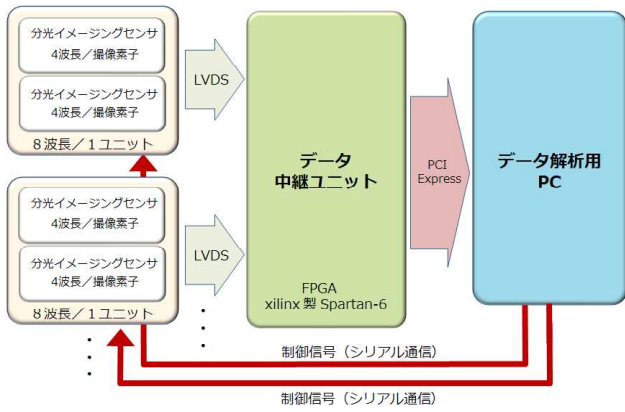 分光イメージングセンサ
4波長／撮像素子
分光イメージングセンサ
4波長／撮像素子
8波長／1ユニット
LVDS
分光イメージングセンサ
4波長／撮像素子
分光イメージングセンサ
4波長／撮像素子
8波長／1ユニット
LVDS
データ
中継ユニット
FPGA
xilinx 製 Spartan-6
PCI
Express
データ解析用
PC
制御信号（シリアル通信）
制御信号（シリアル通信）